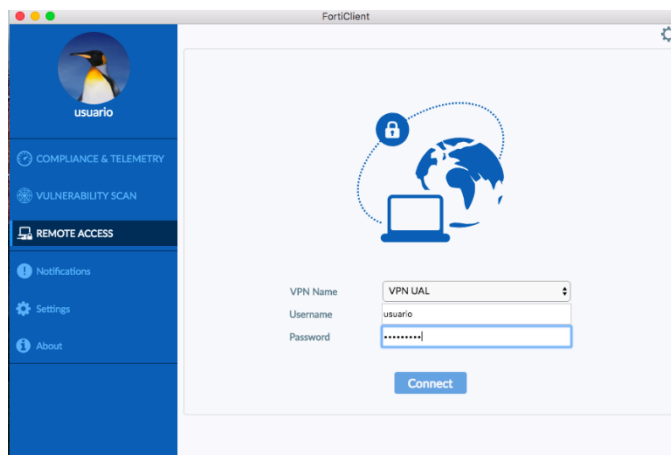 FortiClient
usuario
COMPLIANCE & TELEMETRY
VULNERABILITY SCAN
REMOTE ACCESS
Notifications
Settings
About
VPN Name VPN UAL
Username usuario
Password •••••••••
Connect